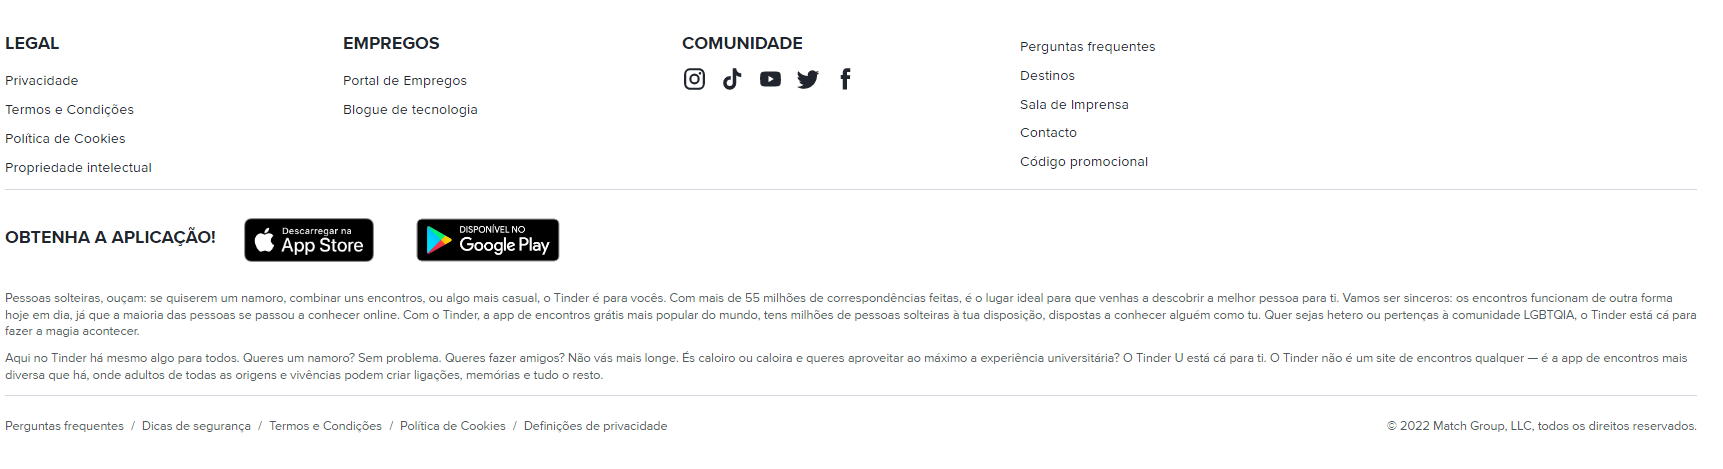 LEGAL
Privacidade
Termos e Condições
Política de Cookies
Propriedade intelectual
EMPREGOS
Portal de Empregos
Blogue de tecnologia
COMUNIDADE
Perguntas frequentes
Destinos
Sala de Imprensa
Contacto
Código promocional
OBTENHA A APLICAÇÃO!
Descarregar na
App Store
DISPONÍVEL NO
Google Play
Pessoas solteiras, ouçam: se quiserem um namoro, combinar uns encontros, ou algo mais casual, o Tinder é para vocês. Com mais de 55 milhões de correspondências feitas, é o lugar ideal para que venhas a descobrir a melhor pessoa para ti. Vamos ser sinceros: os encontros funcionam de outra forma
hoje em dia, já que a maioria das pessoas se passou a conhecer online. Com o Tinder, a app de encontros grátis mais popular do mundo, tens milhões de pessoas solteiras à tua disposição, dispostas a conhecer alguém como tu. Quer sejas hetero ou pertenças à comunidade LGBTQIA, o Tinder está cá para
fazer a magia acontecer.
Aqui no Tinder há mesmo algo para todos. Queres um namoro? Sem problema. Queres fazer amigos? Não vás mais longe. És caloiro ou caloira e queres aproveitar ao máximo a experiência universitária? O Tinder U está cá para ti. O Tinder não é um site de encontros qualquer — é a app de encontros mais
diversa que há, onde adultos de todas as origens e vivências podem criar ligações, memórias e tudo o resto.
Perguntas frequentes / Dicas de segurança / Termos e Condições / Política de Cookies / Definições de privacidade
© 2022 Match Group, LLC, todos os direitos reservados.